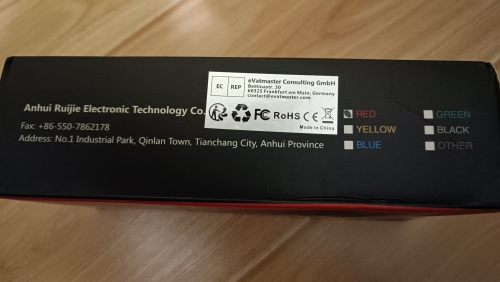 EC REP
eVatmaster Consulting GmbH
Bettinastr. 30
60325 Frankfurt am Main, Germany
contact@evatmaster.com
FC RoHS CE
Made in China
Anhui Ruijie Electronic Technology Co.
Fax: +86-550-7862178
Address: No.1 Industrial Park, Qinlan Town, Tianchang City, Anhui Province
RED GREEN
YELLOW BLACK
BLUE OTHER